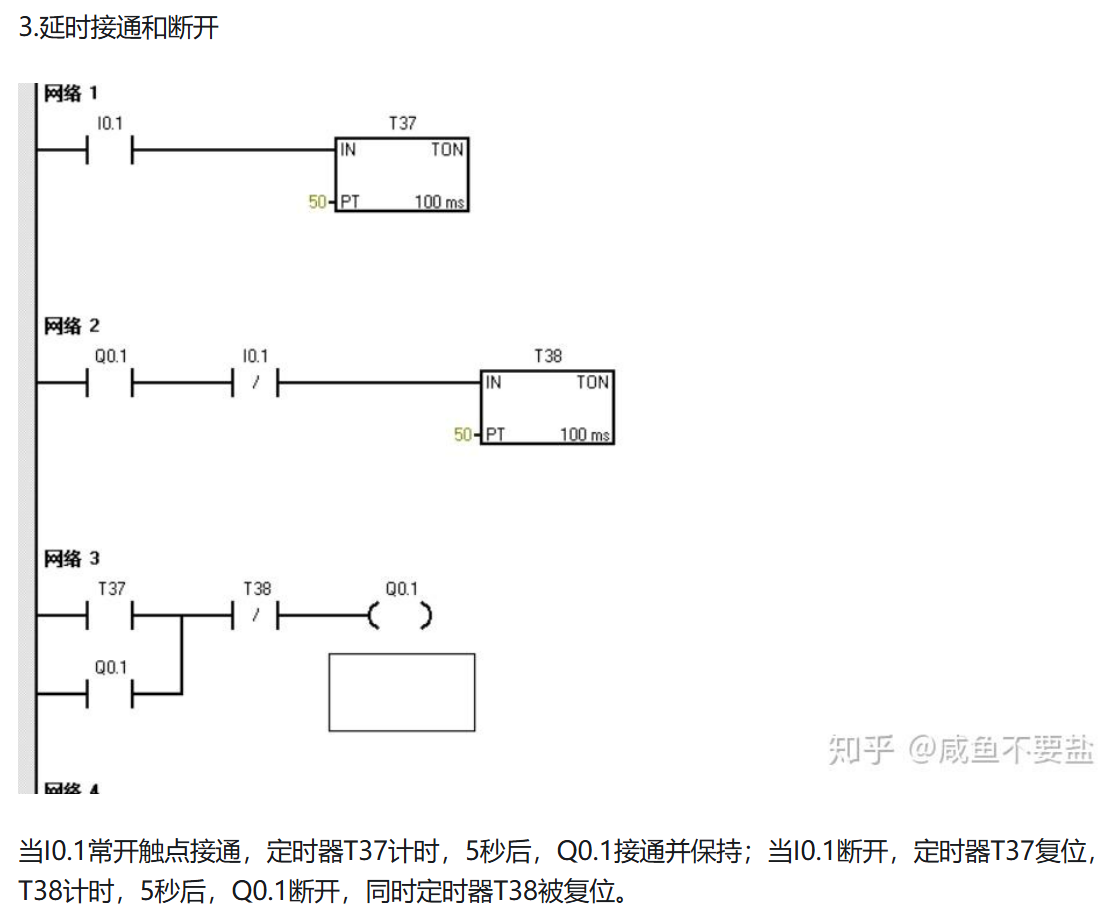 3.延时接通和断开
网络 1
I0.1
T37
IN TON
50 PT 100 ms
网络 2
Q0.1 I0.1 T38
IN TON
50 PT 100 ms
网络 3
T37 T38 Q0.1
Q0.1
知乎 @咸鱼不要盐
网络 4
当I0.1常开触点接通，定时器T37计时，5秒后，Q0.1接通并保持；当I0.1断开，定时器T37复位，
T38计时，5秒后，Q0.1断开，同时定时器T38被复位。